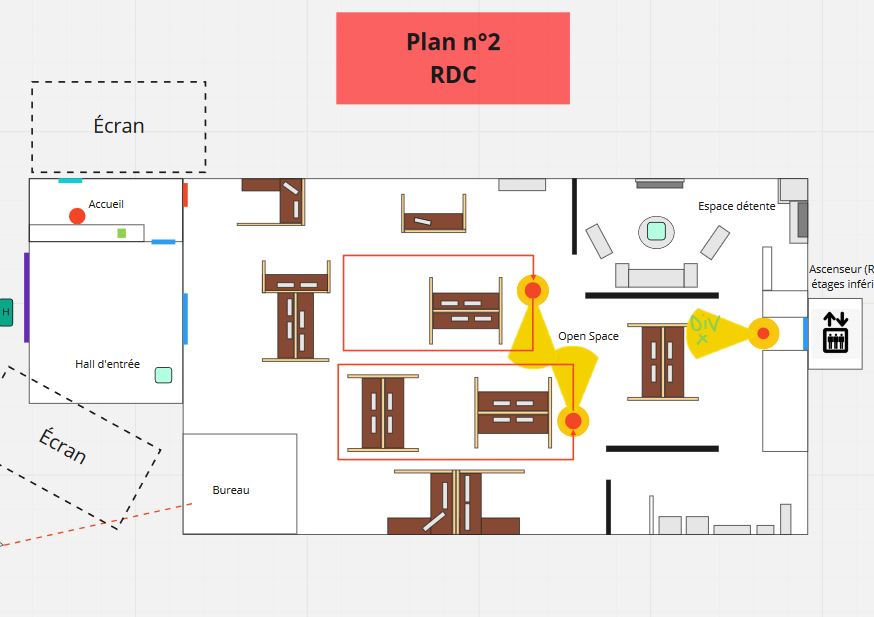 Plan n°2
RDC
Écran
Accueil
Espace détente
Ascenseur (R
étages inféri
H
Open Space
Div
x
Hall d'entrée
Écran
Bureau